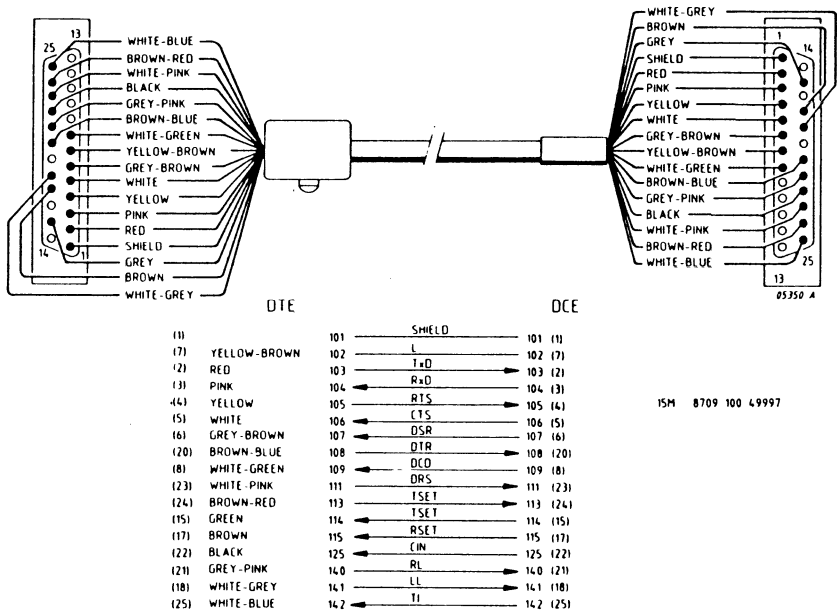 WHITE-GREY
BROWN
GREY
SHIELD
RED
PINK
YELLOW
WHITE
GREY-BROWN
YELLOW-BROWN
WHITE-GREEN
BROWN-BLUE
GREY-PINK
BLACK
WHITE-PINK
BROWN-RED
WHITE-BLUE
1
14
25
13
05350 A
25
13
WHITE-BLUE
BROWN-RED
WHITE-PINK
BLACK
GREY-PINK
BROWN-BLUE
WHITE-GREEN
YELLOW-BROWN
GREY-BROWN
WHITE
YELLOW
PINK
RED
SHIELD
GREY
BROWN
WHITE-GREY
14
1
DTE DCE
(1) 101 SHIELD 101 (1)
(7) YELLOW-BROWN 102 L 102 (7)
(2) RED 103 TxD 103 (2)
(3) PINK 104 RxD 104 (3)
(4) YELLOW 105 RTS 105 (4)
(5) WHITE 106 CTS 106 (5)
(6) GREY-BROWN 107 DSR 107 (6)
(20) BROWN-BLUE 108 DTR 108 (20)
(8) WHITE-GREEN 109 DCD 109 (8)
(23) WHITE-PINK 111 DRS 111 (23)
(24) BROWN-RED 113 TSET 113 (24)
(15) GREEN 114 TSET 114 (15)
(17) BROWN 115 RSET 115 (17)
(22) BLACK 125 CIN 125 (22)
(21) GREY-PINK 140 RL 140 (21)
(18) WHITE-GREY 141 LL 141 (18)
(25) WHITE-BLUE 142 TI 142 (25)
15M 8709 100 49997